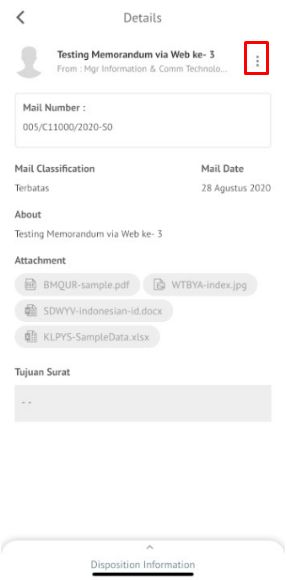 Details
Testing Memorandum via Web ke- 3
From : Mgr Information & Comm Technolo...
Mail Number :
005/C11000/2020-S0
Mail Classification
Mail Date
Terbatas
28 Agustus 2020
About
Testing Memorandum via Web ke- 3
Attachment
BMQUR-sample.pdf
WTBYA-index.jpg
SDWYV-indonesian-id.docx
KLPYS-SampleData.xlsx
Tujuan Surat
- -
Disposition Information